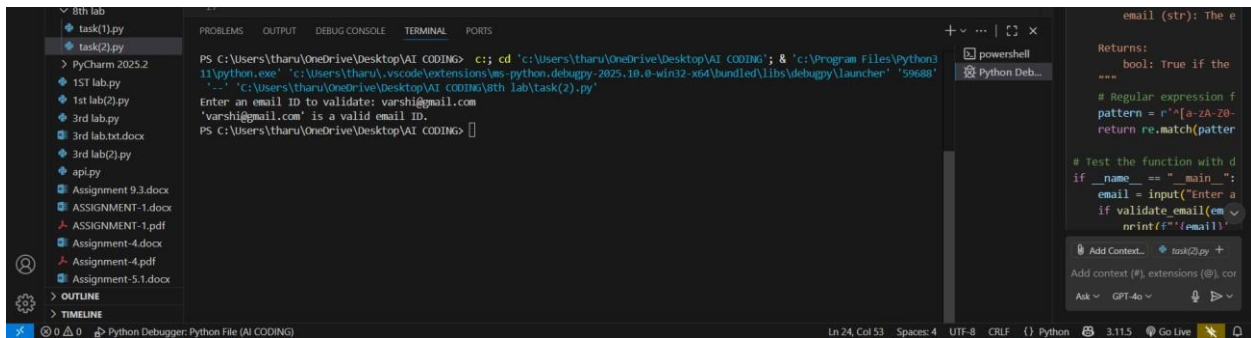 8th lab
task(1).py
task(2).py
PyCharm 2025.2
1ST lab.py
1st lab(2).py
3rd lab.py
3rd lab.txt.docx
3rd lab(2).py
api.py
Assignment 9.3.docx
ASSIGNMENT-1.docx
ASSIGNMENT-1.pdf
Assignment-4.docx
Assignment-4.pdf
Assignment-5.1.docx
OUTLINE
TIMELINE
PROBLEMS OUTPUT DEBUG CONSOLE TERMINAL PORTS
PS C:\Users\tharu\OneDrive\Desktop\AI CODING> c:; cd 'c:\Users\tharu\OneDrive\Desktop\AI CODING'; & 'c:\Program Files\Python3
11\python.exe' 'c:\Users\tharu\.vscode\extensions\ms-python.debugpy-2025.10.0-win32-x64\bundled\libs\debugpy\launcher' '59688'
'--' 'C:\Users\tharu\OneDrive\Desktop\AI CODING\8th lab\task(2).py'
Enter an email ID to validate: varshi@gmail.com
'varshi@gmail.com' is a valid email ID.
PS C:\Users\tharu\OneDrive\Desktop\AI CODING>
powershell
Python Deb...
email (str): The e
Returns:
bool: True if the
"""
# Regular expression f
pattern = r'^[a-zA-Z0-
return re.match(patter
# Test the function with d
if __name__ == "__main__":
email = input("Enter a
if validate_email(em
print(f"'{email}'
Add Context... task(2).py +
Add context (#), extensions (@), cor
Ask GPT-4o
0 0 Python Debugger: Python File (AI CODING)
Ln 24, Col 53 Spaces: 4 UTF-8 CRLF {} Python 3.11.5 Go Live